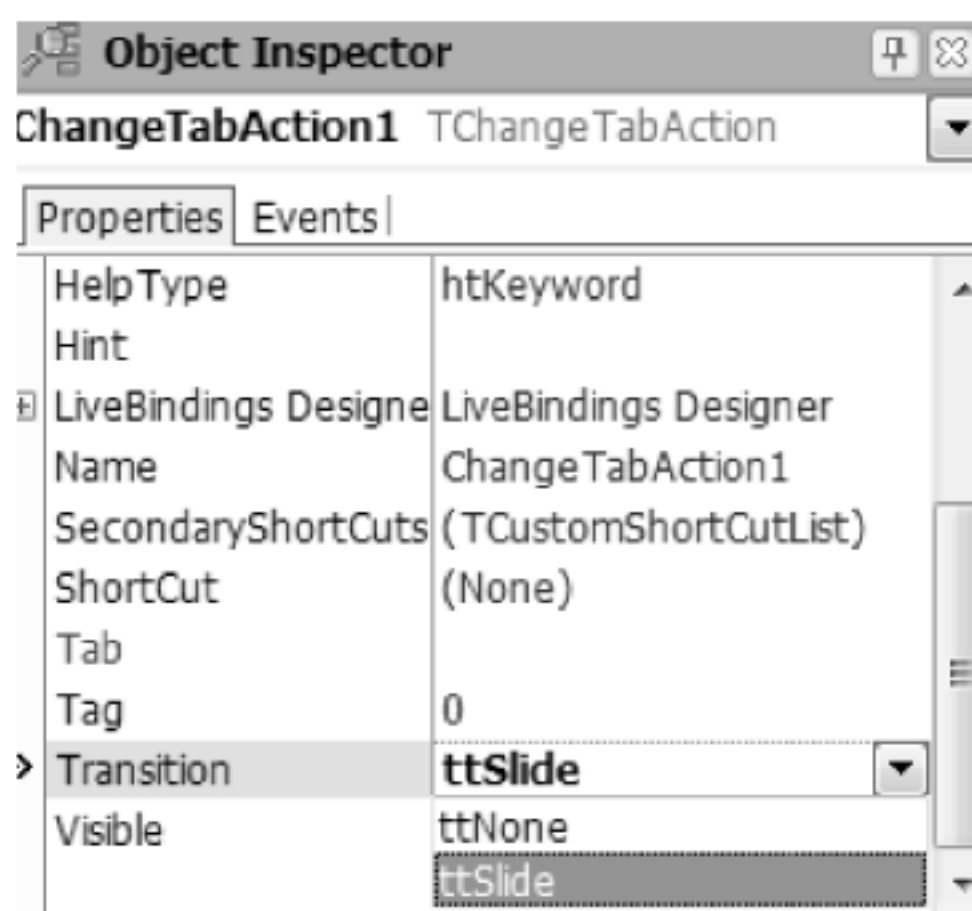 Object Inspector
ChangeTabAction1 TChangeTabAction
Properties Events
HelpType htKeyword
Hint
LiveBindings Designe LiveBindings Designer
Name ChangeTabAction1
SecondaryShortCuts (TCustomShortCutList)
ShortCut (None)
Tab
Tag 0
Transition ttSlide
Visible ttNone
ttSlide